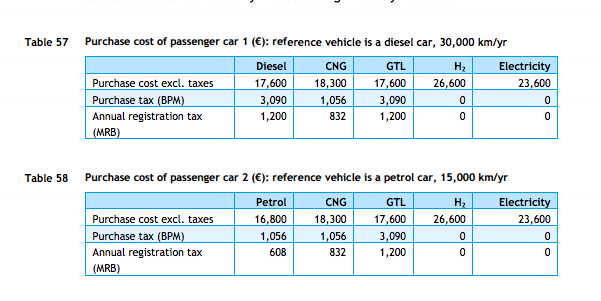 Table 57 Purchase cost of passenger car 1 (€): reference vehicle is a diesel car, 30,000 km/yr
Diesel CNG GTL H₂ Electricity
Purchase cost excl. taxes 17,600 18,300 17,600 26,600 23,600
Purchase tax (BPM) 3,090 1,056 3,090 0 0
Annual registration tax 1,200 832 1,200 0 0
(MRB)
Table 58 Purchase cost of passenger car 2 (€): reference vehicle is a petrol car, 15,000 km/yr
Petrol CNG GTL H₂ Electricity
Purchase cost excl. taxes 16,800 18,300 17,600 26,600 23,600
Purchase tax (BPM) 1,056 1,056 3,090 0 0
Annual registration tax 608 832 1,200 0 0
(MRB)